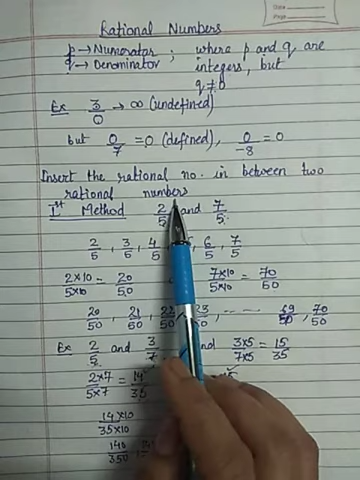 Date
Page
Rational Numbers
p → Numerator ; where p and q are
q → Denominator integers, but
q ≠ 0
Ex 3/0 → ∞ (undefined)
but 0/7 = 0 (defined), 0/-8 = 0
Insert the rational no. in between two
rational numbers
Ist Method 2/5 and 7/5
2/5, 3/5, 4/5, 6/5, 7/5
2×10/5×10 = 20/50 7×10/5×10 = 70/50
20/50, 21/50, 22/50, 23/50, ---- 69/50, 70/50
Ex 2/5 and 3/7 and 3×5/7×5 = 15/35
2×7/5×7 = 14/35
14×10/35×10
140/350